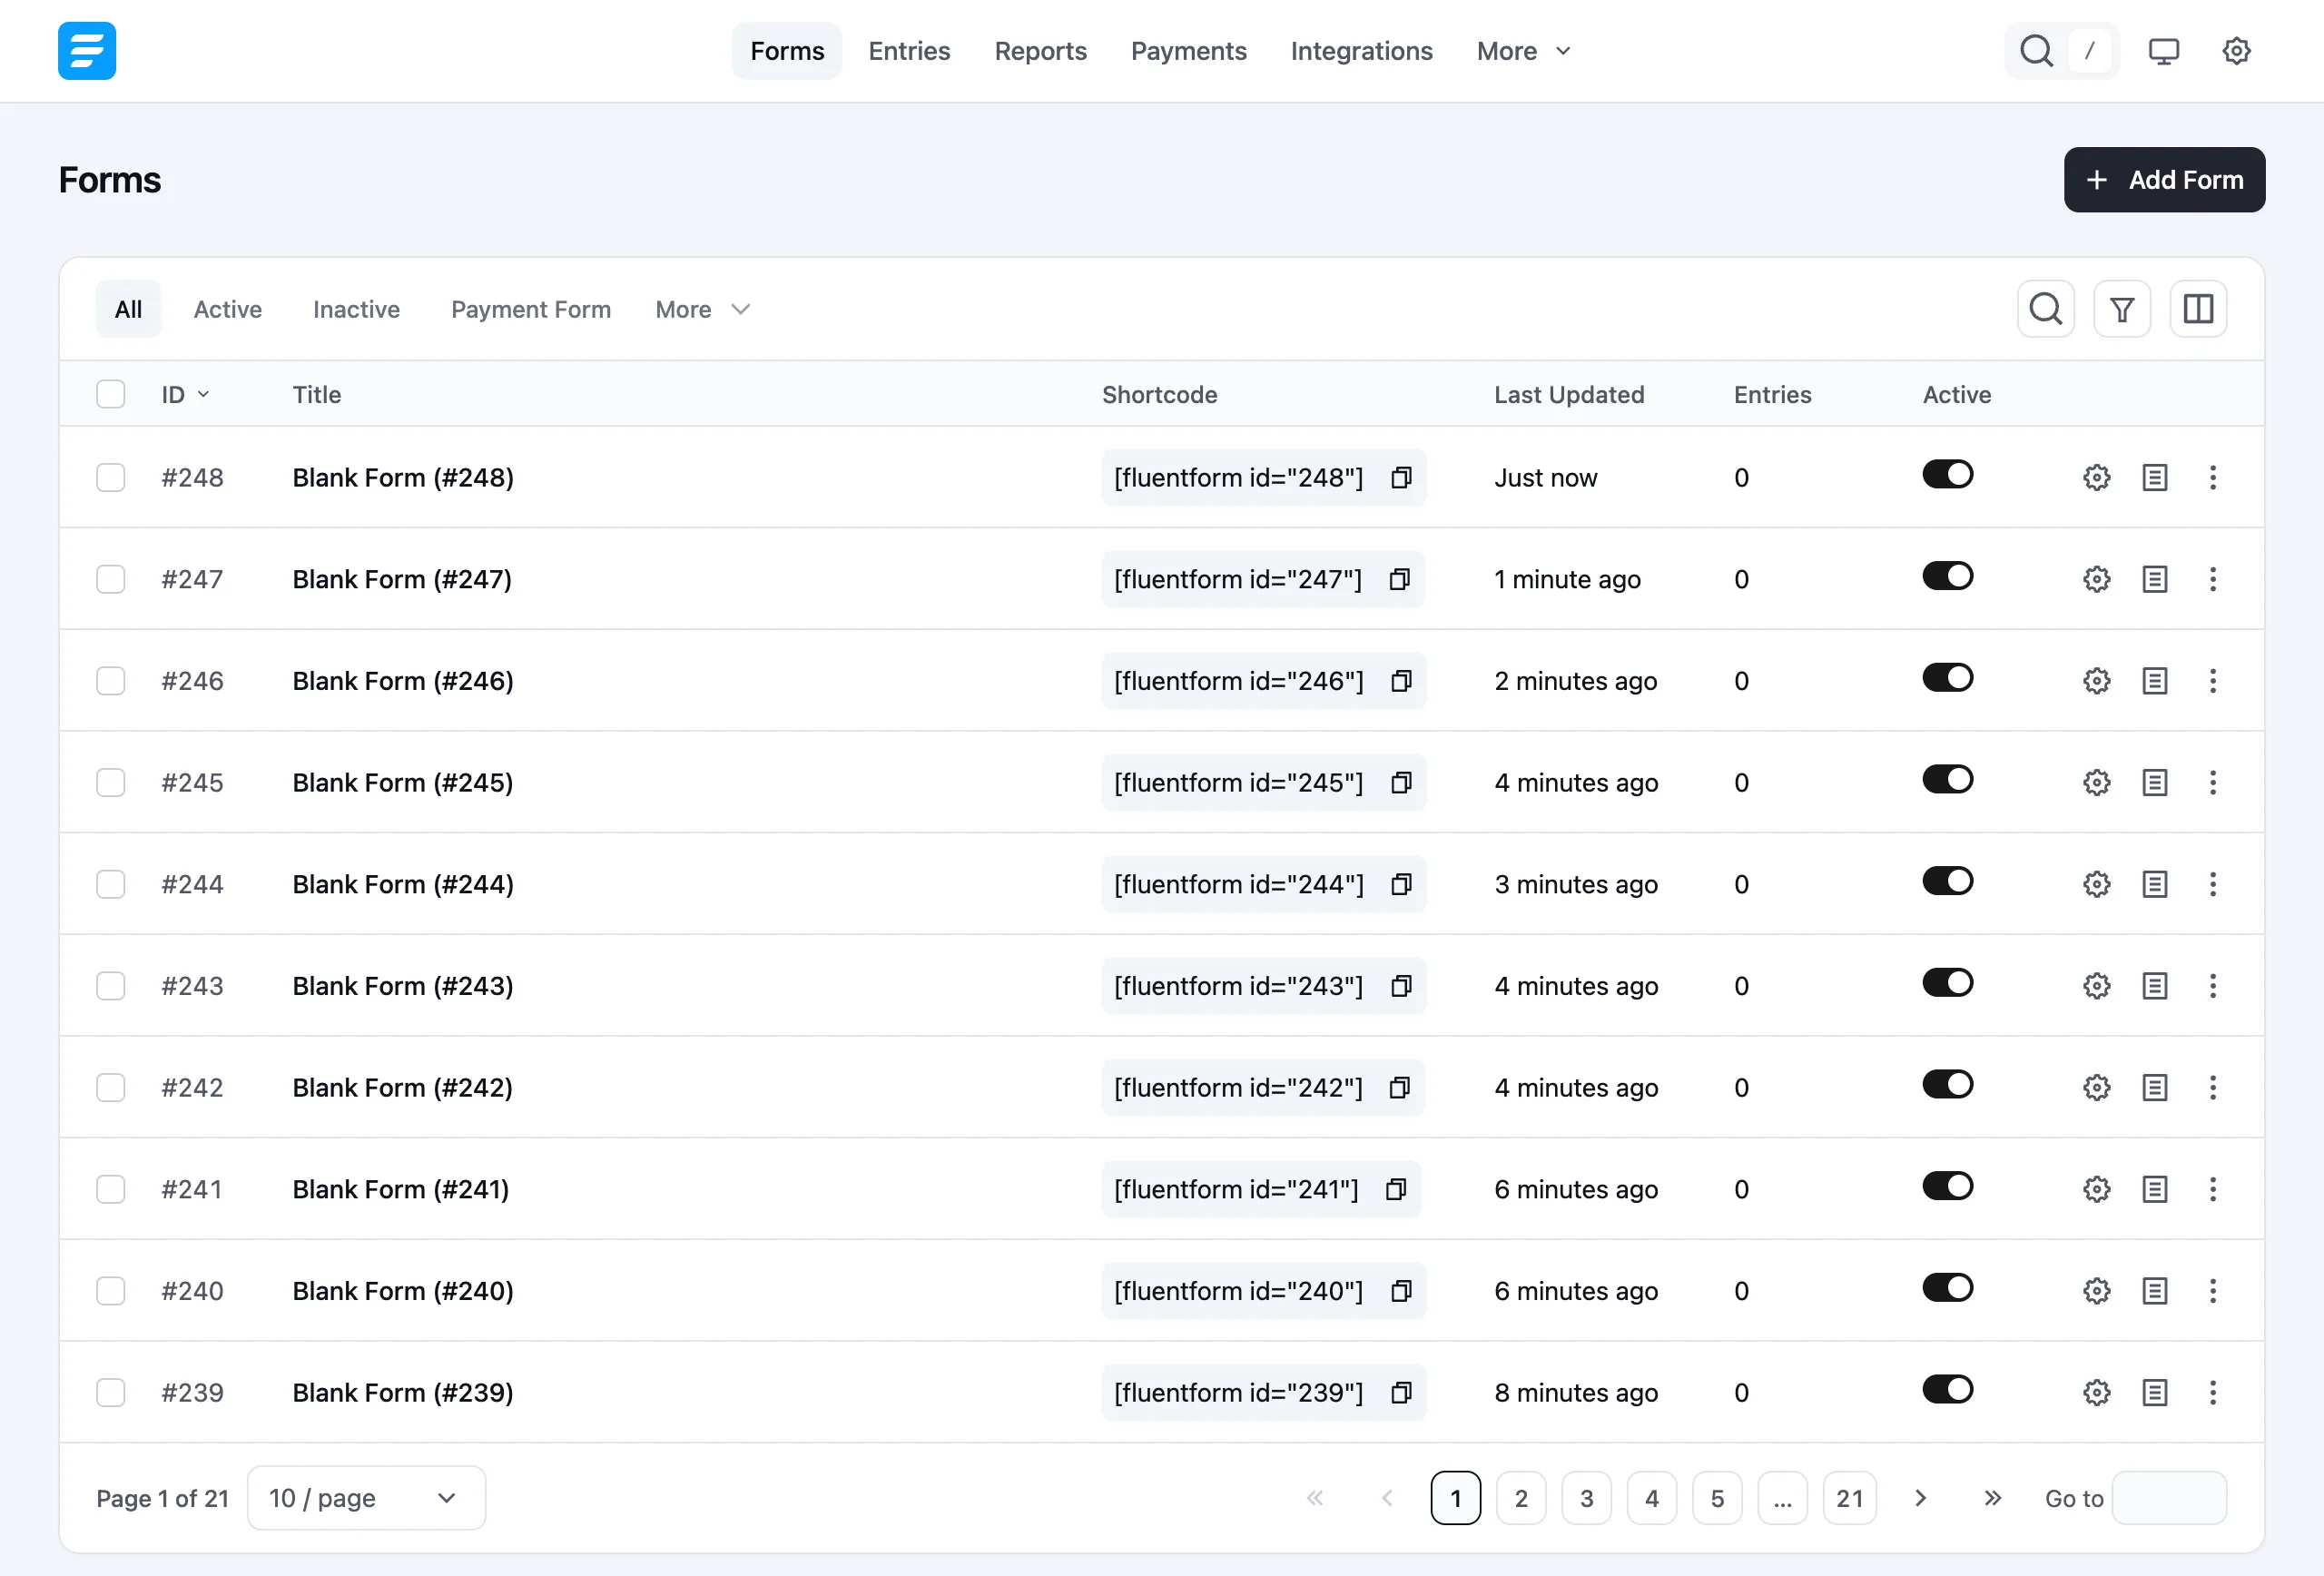 Forms Entries Reports Payments Integrations More /
Forms + Add Form
All Active Inactive Payment Form More
ID Title Shortcode Last Updated Entries Active
#248 Blank Form (#248) [fluentform id="248"] Just now 0
#247 Blank Form (#247) [fluentform id="247"] 1 minute ago 0
#246 Blank Form (#246) [fluentform id="246"] 2 minutes ago 0
#245 Blank Form (#245) [fluentform id="245"] 4 minutes ago 0
#244 Blank Form (#244) [fluentform id="244"] 3 minutes ago 0
#243 Blank Form (#243) [fluentform id="243"] 4 minutes ago 0
#242 Blank Form (#242) [fluentform id="242"] 4 minutes ago 0
#241 Blank Form (#241) [fluentform id="241"] 6 minutes ago 0
#240 Blank Form (#240) [fluentform id="240"] 6 minutes ago 0
#239 Blank Form (#239) [fluentform id="239"] 8 minutes ago 0
Page 1 of 21 10 / page « ‹ 1 2 3 4 5 ... 21 › » Go to